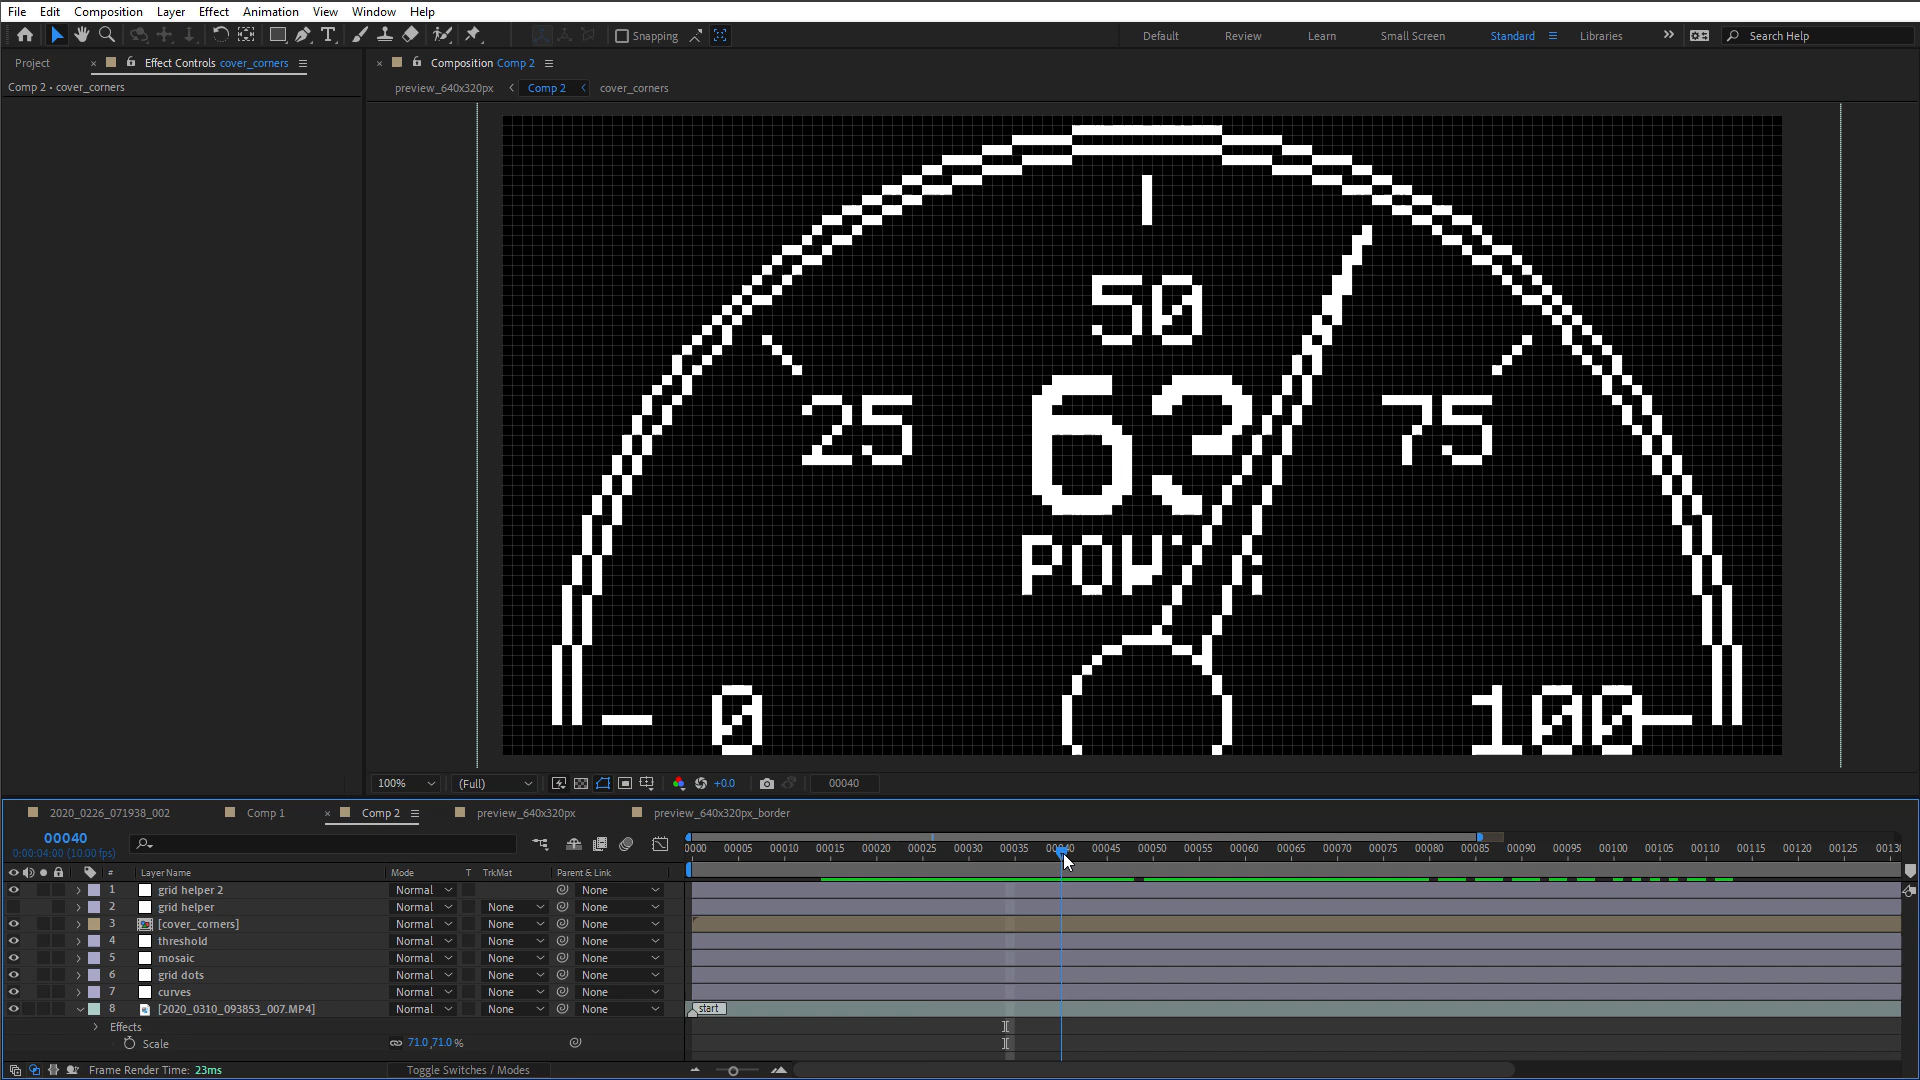 File Edit Composition Layer Effect Animation View Window Help
Snapping
Default Review Learn Small Screen Standard Libraries Search Help
Project Effect Controls cover_corners Composition Comp 2
Comp 2 • cover_corners
preview_640x320px Comp 2 cover_corners
50
25 63 75
POW
0 100
100% (Full) +0.0 00040
2020_0226_071938_002 Comp 1 Comp 2 preview_640x320px preview_640x320px_border
00040
0:00:04:00 (10.00 fps)
0000 00005 00010 00015 00020 00025 00030 00035 00040 00045 00050 00055 00060 00065 00070 00075 00080 00085 00090 00095 00100 00105 00110 00115 00120 00125 0013
# Layer Name Mode T TrkMat Parent & Link
1 grid helper 2 Normal None
2 grid helper Normal None None
3 [cover_corners] Normal None None
4 threshold Normal None None
5 mosaic Normal None None
6 grid dots Normal None None
7 curves Normal None None
8 [2020_0310_093853_007.MP4] Normal None None start
Effects
Scale 71.0,71.0 %
Frame Render Time: 23ms Toggle Switches / Modes